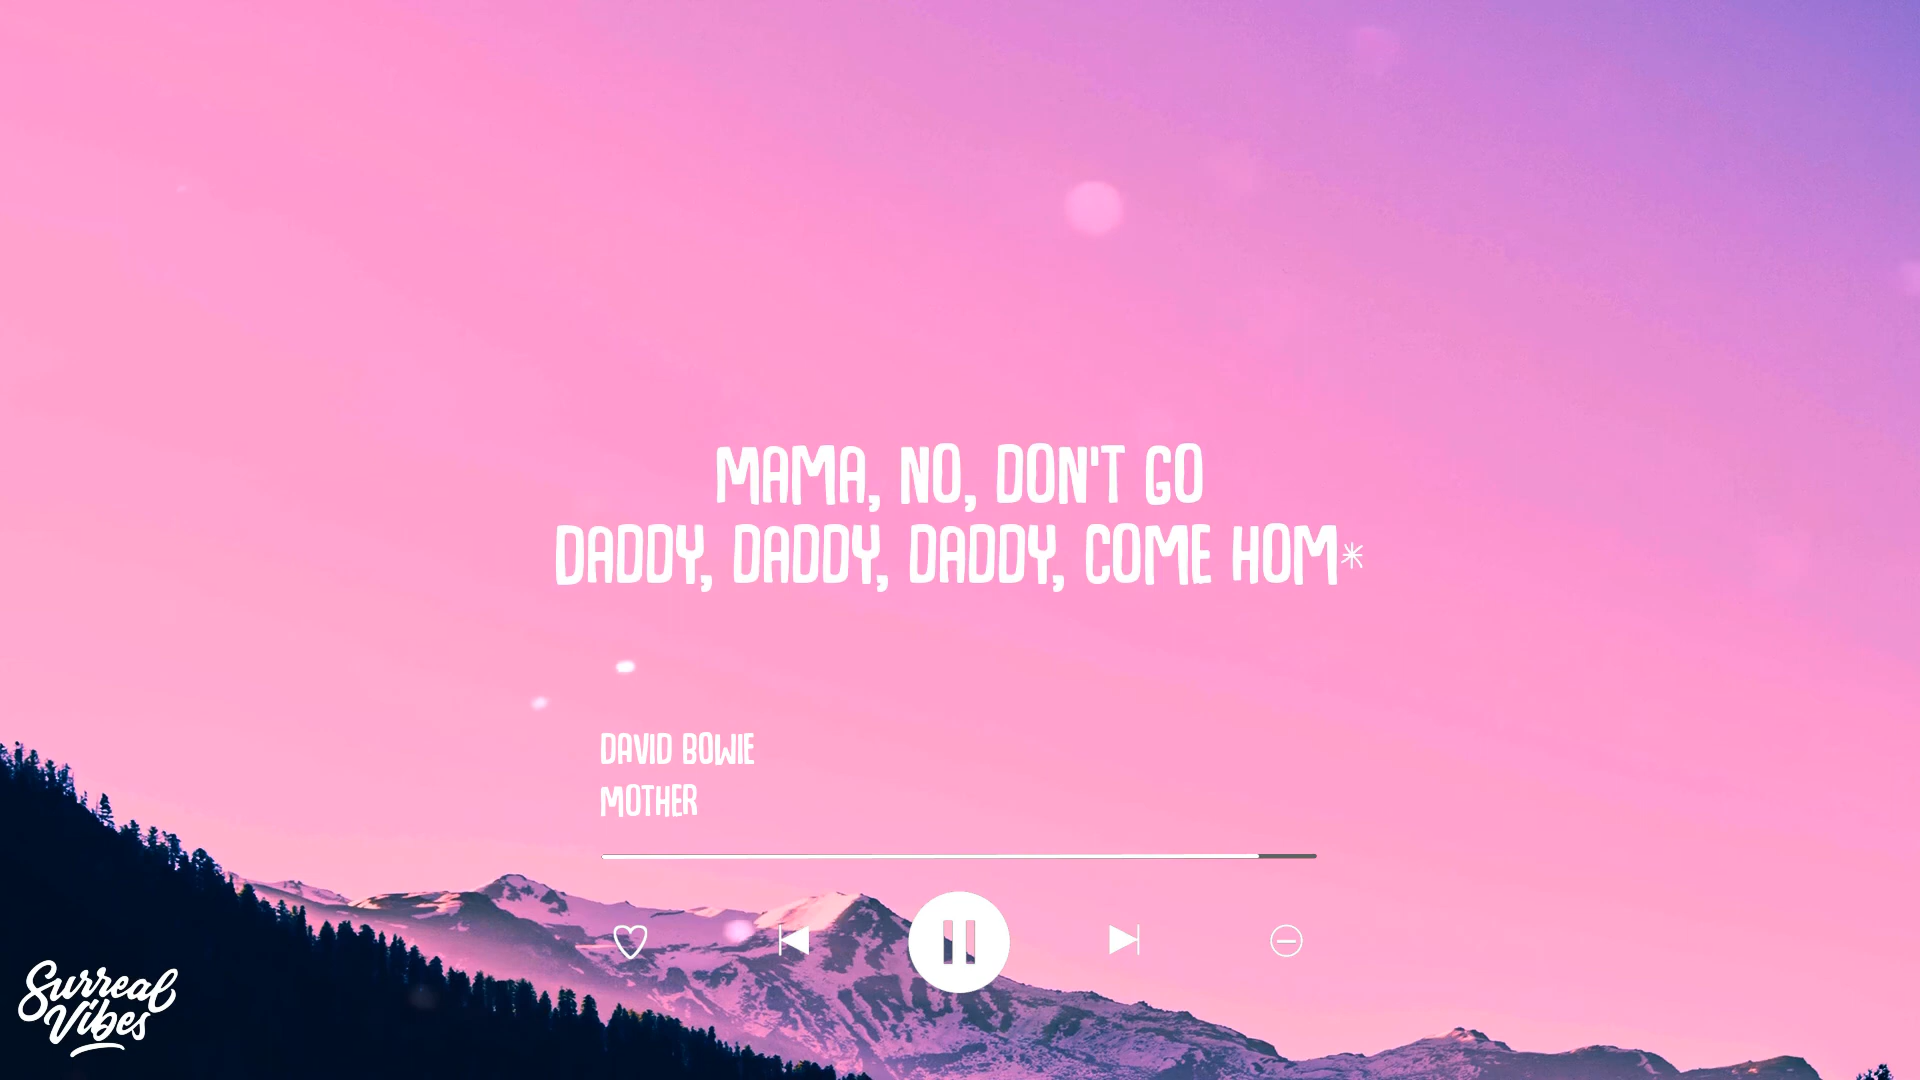 MAMA, NO, DON'T GO
DADDY, DADDY, DADDY, COME HOM*
DAVID BOWIE
MOTHER
Surreal
Vibes